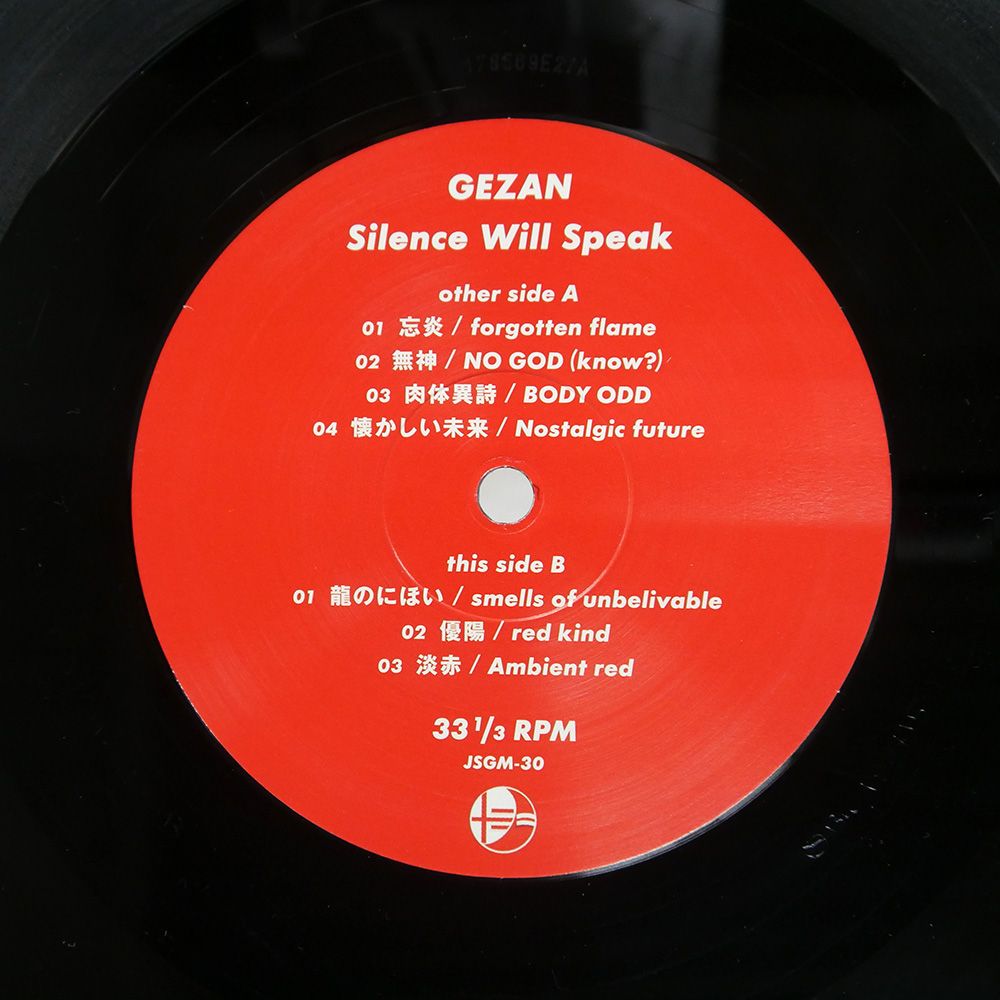 GEZAN
Silence Will Speak
other side A
01 忘炎 / forgotten flame
02 無神 / NO GOD (know?)
03 肉体異詩 / BODY ODD
04 懐かしい未来 / Nostalgic future
this side B
01 龍のにほい / smells of unbelivable
02 優陽 / red kind
03 淡赤 / Ambient red
33 1/3 RPM
JSGM-30